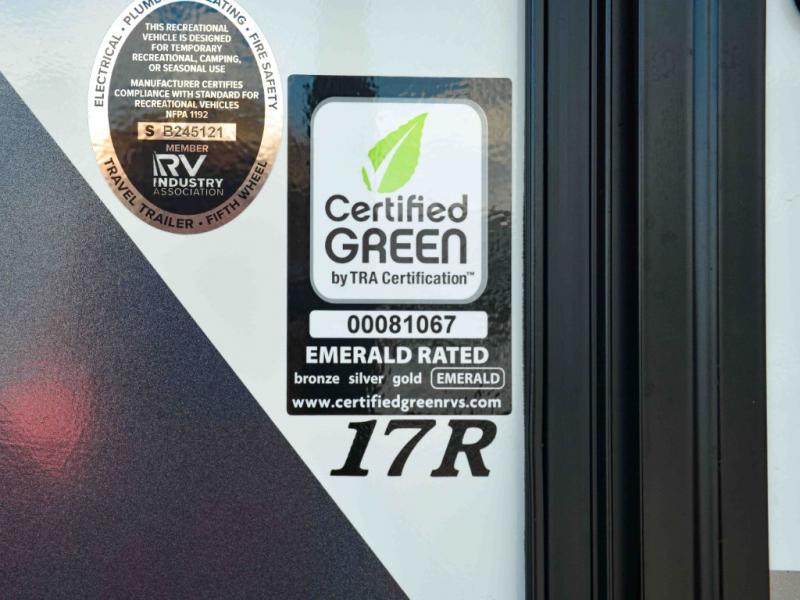 ELECTRICAL • PLUMBING • HEATING • FIRE SAFETY
THIS RECREATIONAL
VEHICLE IS DESIGNED
FOR TEMPORARY
RECREATIONAL, CAMPING,
OR SEASONAL USE
MANUFACTURER CERTIFIES
COMPLIANCE WITH STANDARD FOR
RECREATIONAL VEHICLES
NFPA 1192
S B245121
MEMBER
RV
INDUSTRY
ASSOCIATION
TRAVEL TRAILER • FIFTH WHEEL
Certified
GREEN
by TRA Certification™
00081067
EMERALD RATED
bronze silver gold EMERALD
www.certifiedgreenrvs.com
17R